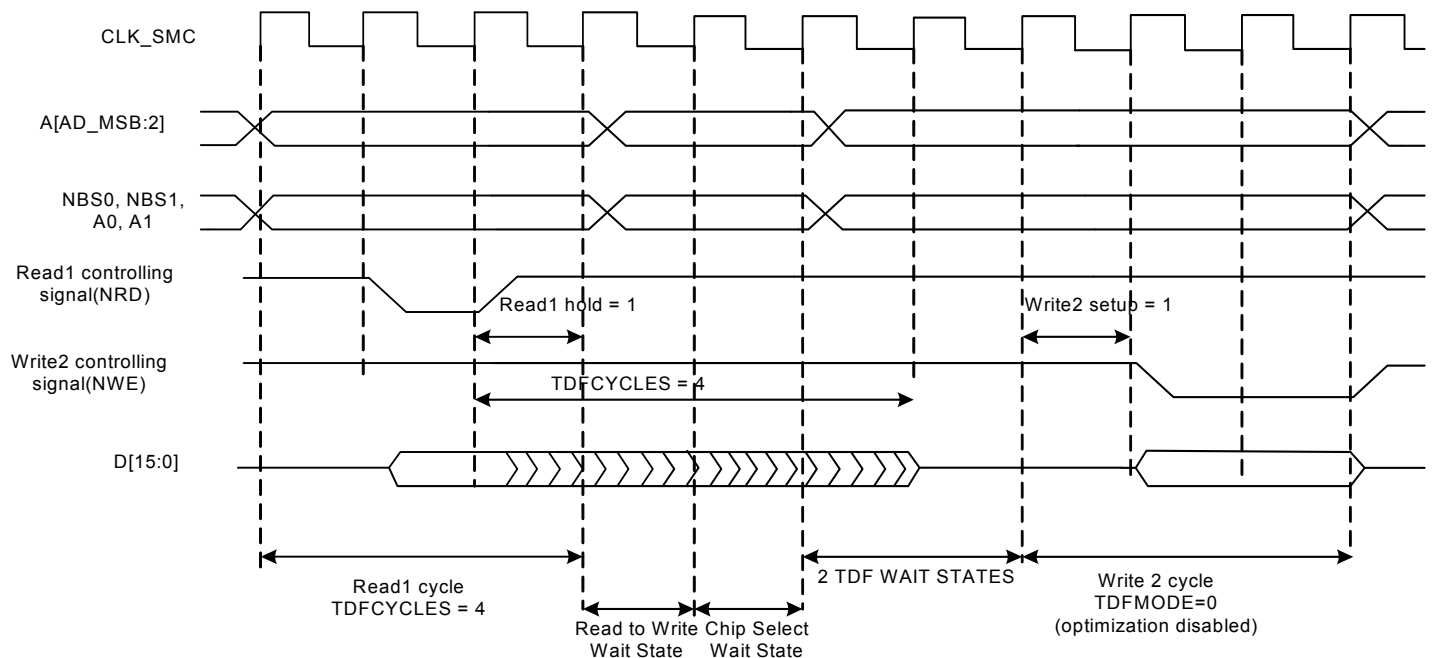 CLK_SMC
A[AD_MSB:2]
NBS0, NBS1,
A0, A1
Read1 controlling
signal(NRD)
Read1 hold = 1
Write2 setup = 1
Write2 controlling
signal(NWE)
TDFCYCLES = 4
D[15:0]
2 TDF WAIT STATES
Read1 cycle
TDFCYCLES = 4
Write 2 cycle
TDFMODE=0
(optimization disabled)
Read to Write
Wait State
Chip Select
Wait State